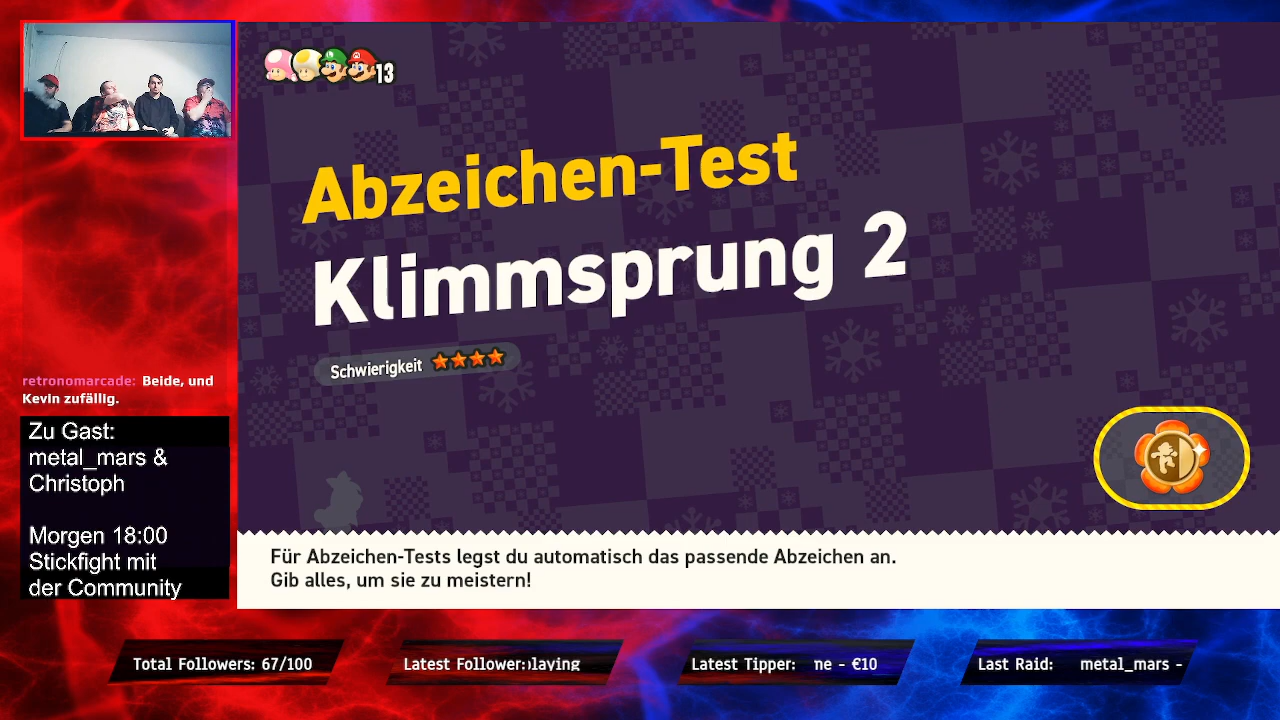 13
Abzeichen-Test
Klimmsprung 2
Schwierigkeit
retronomarcade: Beide, und
Kevin zufällig.
Zu Gast:
metal_mars &
Christoph
Morgen 18:00
Stickfight mit
der Community
Für Abzeichen-Tests legst du automatisch das passende Abzeichen an.
Gib alles, um sie zu meistern!
Total Followers: 67/100
Latest Follower: laying
Latest Tipper: ne - €10
Last Raid: metal_mars -